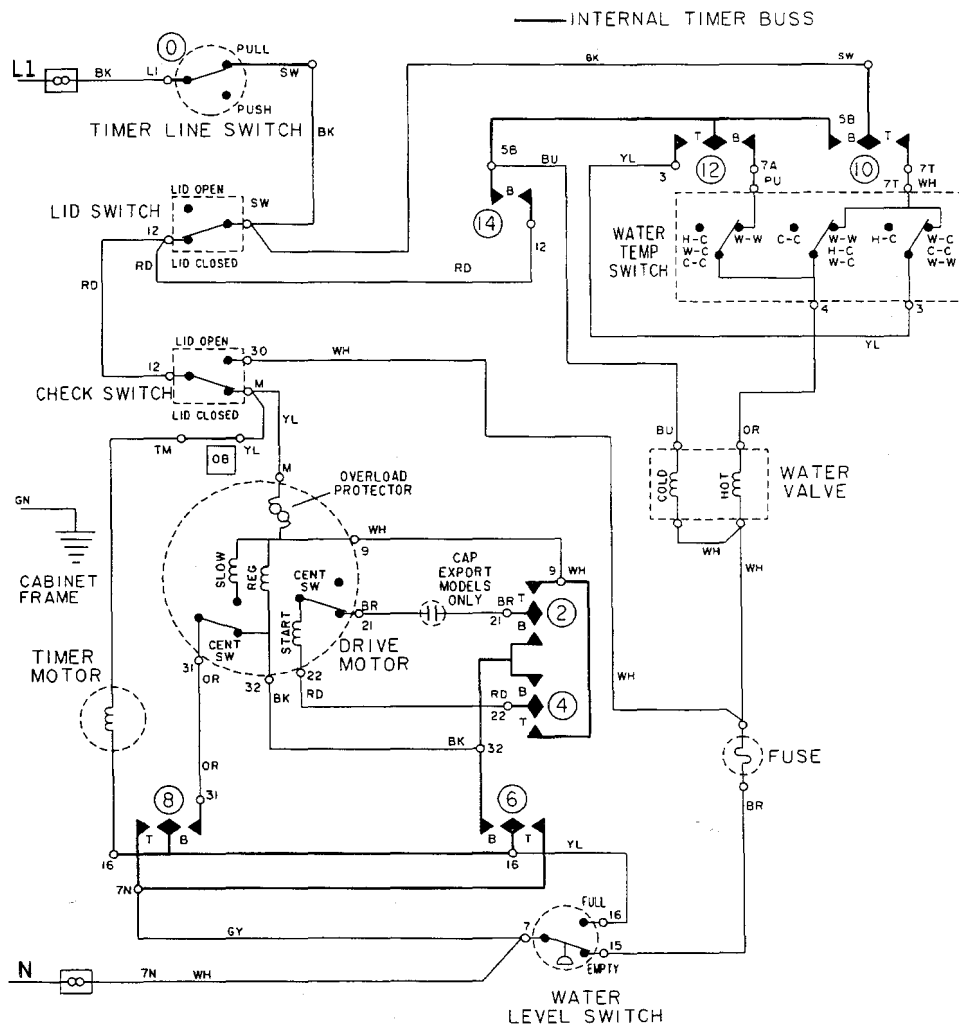 INTERNAL TIMER BUSS
0
PULL
L1
BK
L1
SW
PUSH
TIMER LINE SWITCH
BK
BK
SW
5B
T
B
12
B
T
10
5B
BU
YL
3
7A
PU
7T
7T
WH
B
14
12
LID OPEN
LID SWITCH
SW
12
LID CLOSED
RD
RD
RD
WATER
TEMP
SWITCH
H-C
W-C
C-C
W-W
C-C
W-W
H-C
W-C
H-C
W-C
C-C
W-W
4
3
YL
LID OPEN
30
WH
12
CHECK SWITCH
M
LID CLOSED
YL
TM
OB
YL
M
OVERLOAD
PROTECTOR
BU
OR
COLD
HOT
WATER
VALVE
WH
WH
GN
CABINET
FRAME
SLOW
REG
CENT
SW
START
CENT
SW
WH
9
CAP
EXPORT
MODELS
ONLY
9
WH
BR
21
BR
21
T
B
2
DRIVE
MOTOR
TIMER
MOTOR
31
OR
32
BK
22
RD
RD
22
B
T
4
WH
BK
32
FUSE
BR
OR
31
8
T
B
6
B
T
16
16
YL
7N
GY
7
FULL
16
15
EMPTY
N
7N
WH
WATER
LEVEL SWITCH